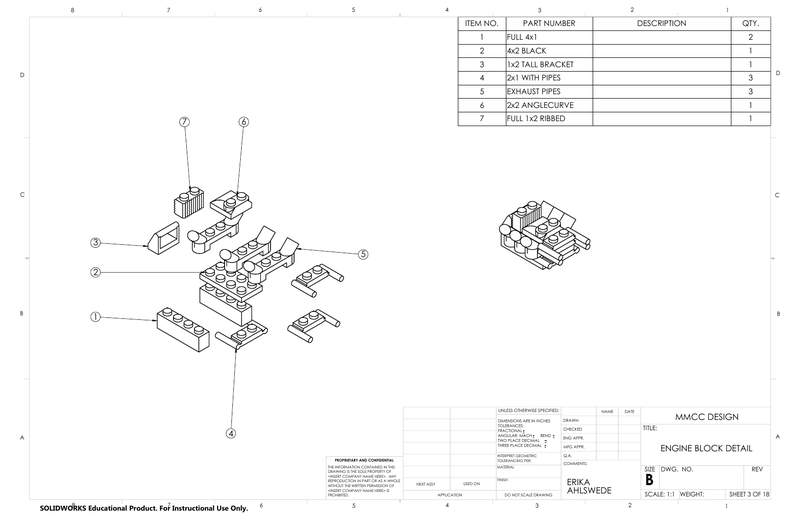 8 7 6 5 4 3 2 1
ITEM NO. PART NUMBER DESCRIPTION QTY.
1 FULL 4x1 2
2 4x2 BLACK 1
3 1x2 TALL BRACKET 1
4 2x1 WITH PIPES 3
5 EXHAUST PIPES 3
6 2x2 ANGLECURVE 1
7 FULL 1x2 RIBBED 1
D D
7 6
C C
3
5
2
B B
1
4
A A
UNLESS OTHERWISE SPECIFIED:
DIMENSIONS ARE IN INCHES
TOLERANCES:
FRACTIONAL ±
ANGULAR: MACH ± BEND ±
TWO PLACE DECIMAL ±
THREE PLACE DECIMAL ±
INTERPRET GEOMETRIC
TOLERANCING PER:
MATERIAL
FINISH
DO NOT SCALE DRAWING
NAME DATE
DRAWN
CHECKED
ENG APPR.
MFG APPR.
Q.A.
COMMENTS:
ERIKA
AHLSWEDE
MMCC DESIGN
TITLE:
ENGINE BLOCK DETAIL
SIZE DWG. NO. REV
B
SCALE: 1:1 WEIGHT: SHEET 3 OF 18
PROPRIETARY AND CONFIDENTIAL
THE INFORMATION CONTAINED IN THIS
DRAWING IS THE SOLE PROPERTY OF
<INSERT COMPANY NAME HERE>. ANY
REPRODUCTION IN PART OR AS A WHOLE
WITHOUT THE WRITTEN PERMISSION OF
<INSERT COMPANY NAME HERE> IS
PROHIBITED.
NEXT ASSY USED ON
APPLICATION
SOLIDWORKS Educational Product. For Instructional Use Only.
5 4 3 2 1